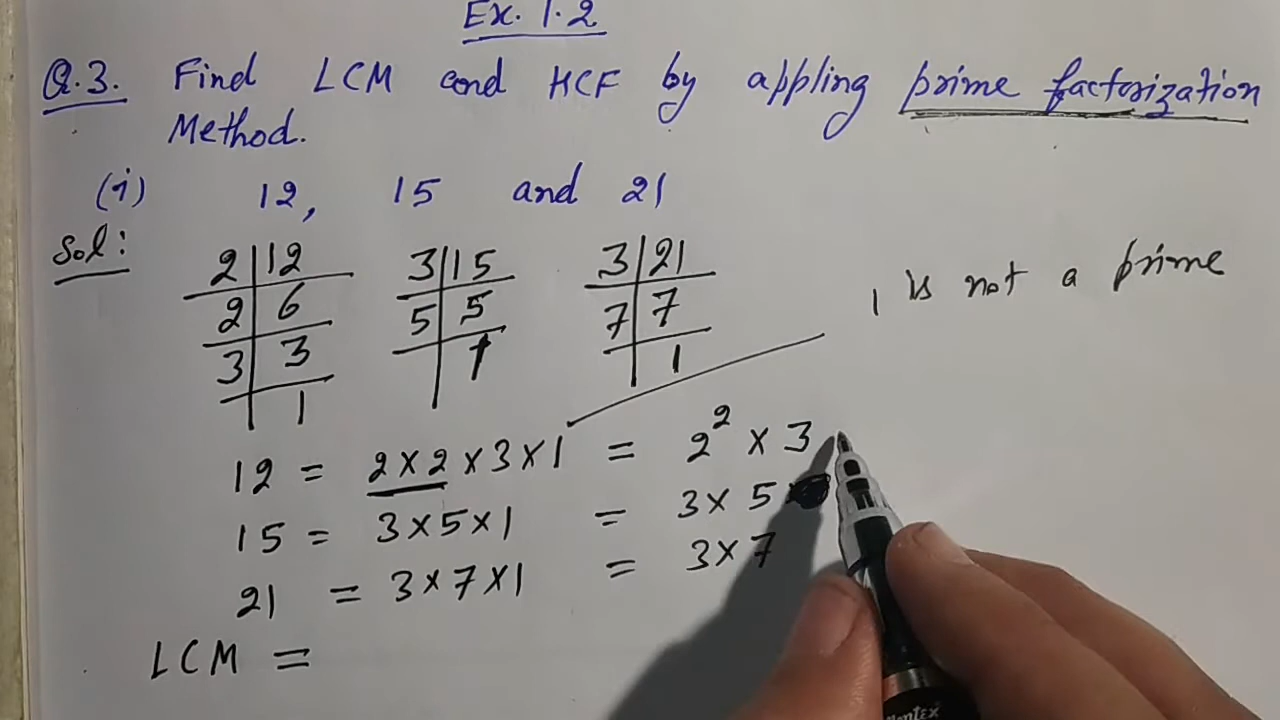 Ex. 1.2
Q.3. Find LCM and HCF by appling prime factorization
Method.
(i) 12, 15 and 21
Sol:
2 | 12   3 | 15   3 | 21
2 | 6   5 | 5   7 | 7
3 | 3   1   1
1
1 is not a prime
12 = 2 × 2 × 3 × 1 = 2² × 3
15 = 3 × 5 × 1 = 3 × 5
21 = 3 × 7 × 1 = 3 × 7
LCM =